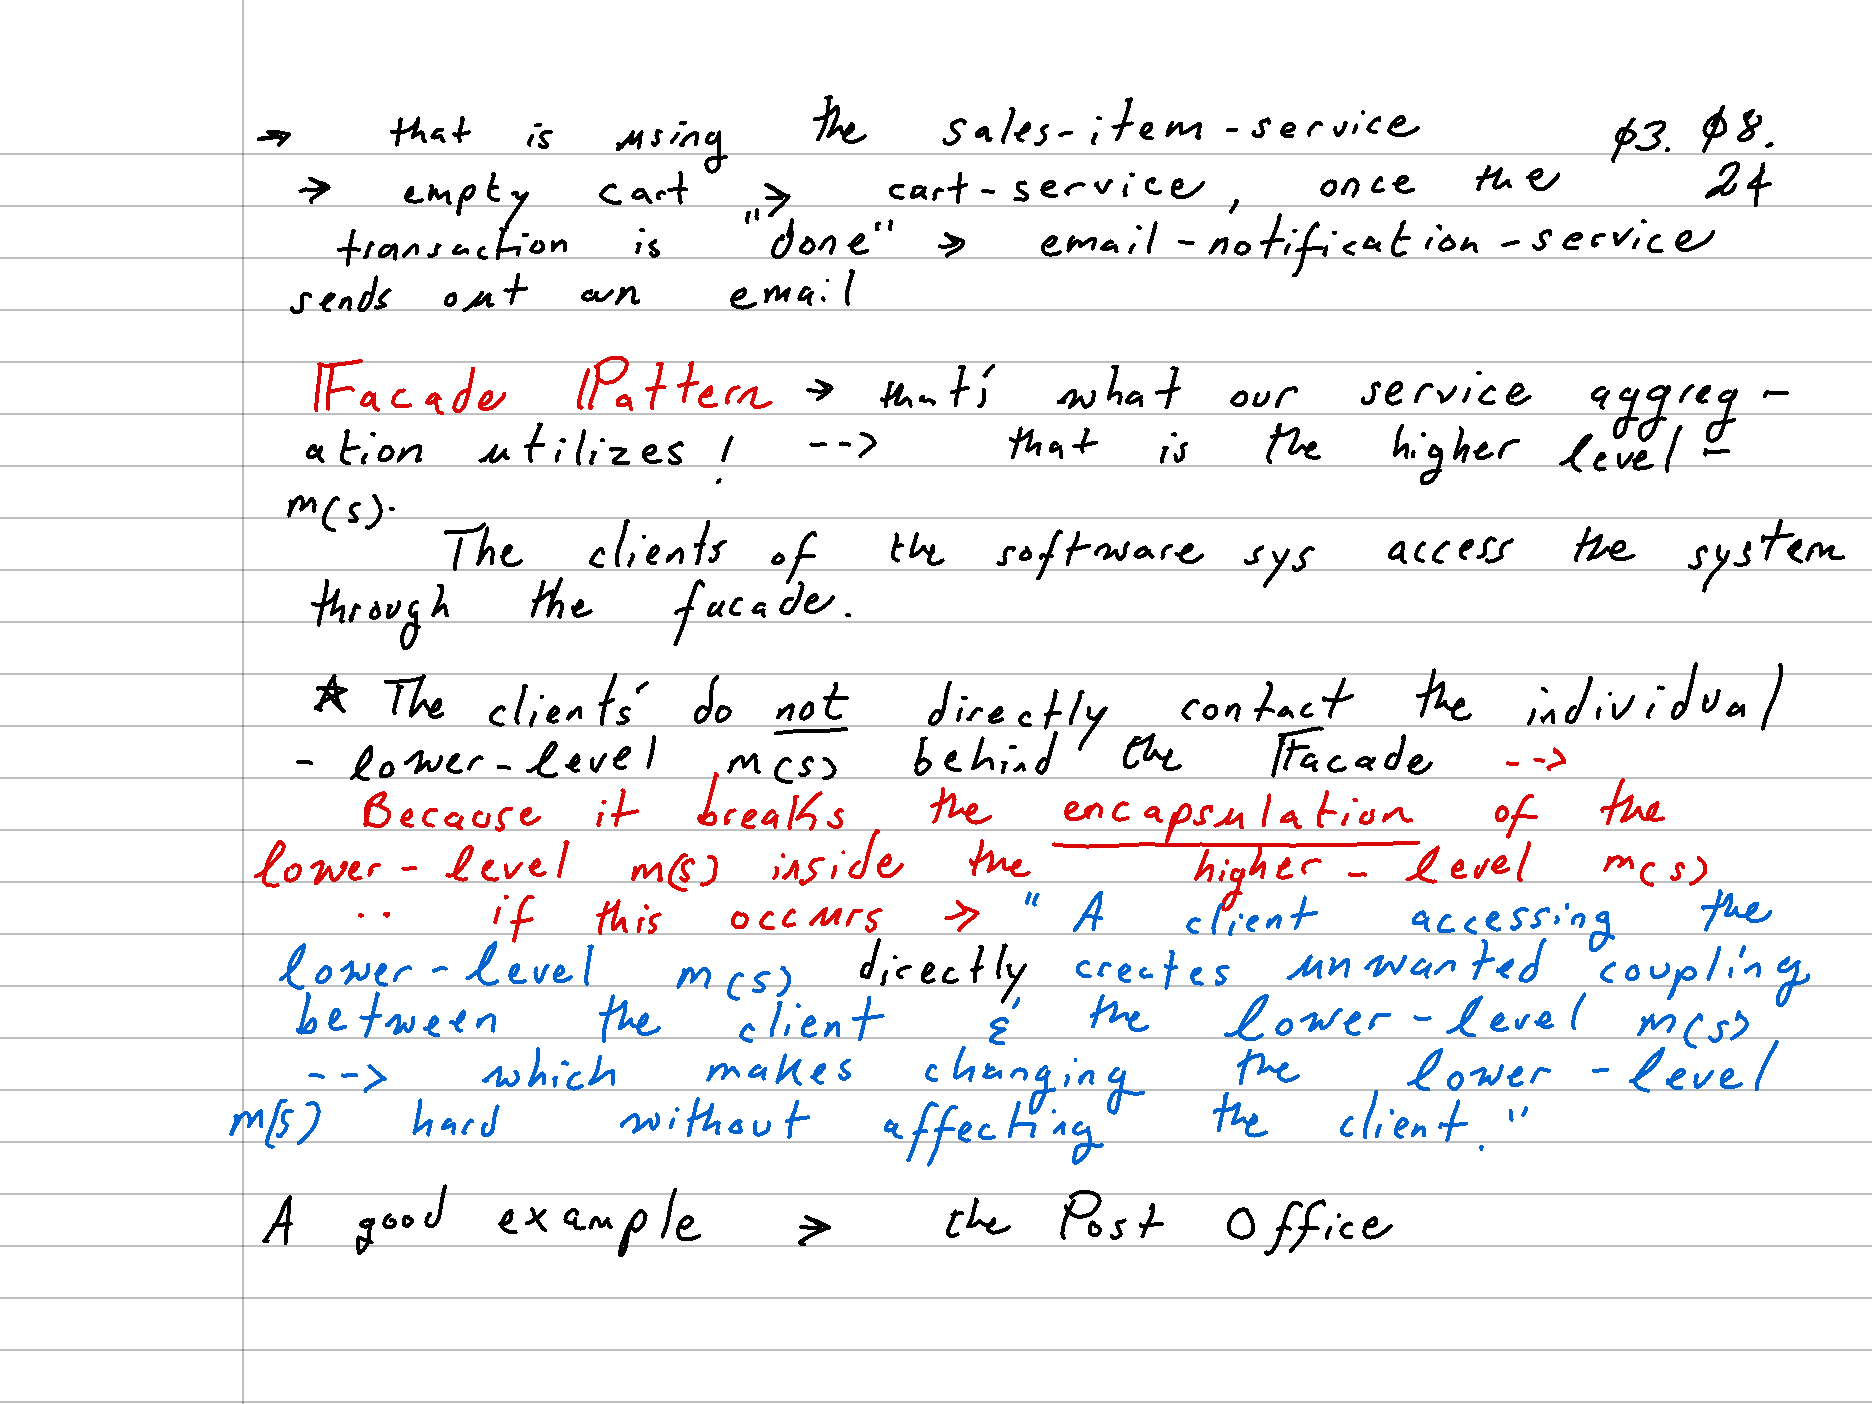 → that is using the sales-item-service ø3. ø8.
→ empty cart → cart-service, once the 24
transaction is "done" → email-notification-service
sends out an email
Facade Pattern → that's what our service aggreg-
ation utilizes! --> that is the higher level-
m(s).
The clients of the software sys access the system
through the facade.
★ The clients' do not directly contact the individual
- lower-level m(s) behind the Facade -->
Because it breaks the encapsulation of the
lower-level m(s) inside the higher-level m(s)
.. if this occurs → "A client accessing the
lower-level m(s) directly creates unwanted coupling
between the client & the lower-level m(s)
--> which makes changing the lower-level
m(s) hard without affecting the client."
A good example → the Post Office